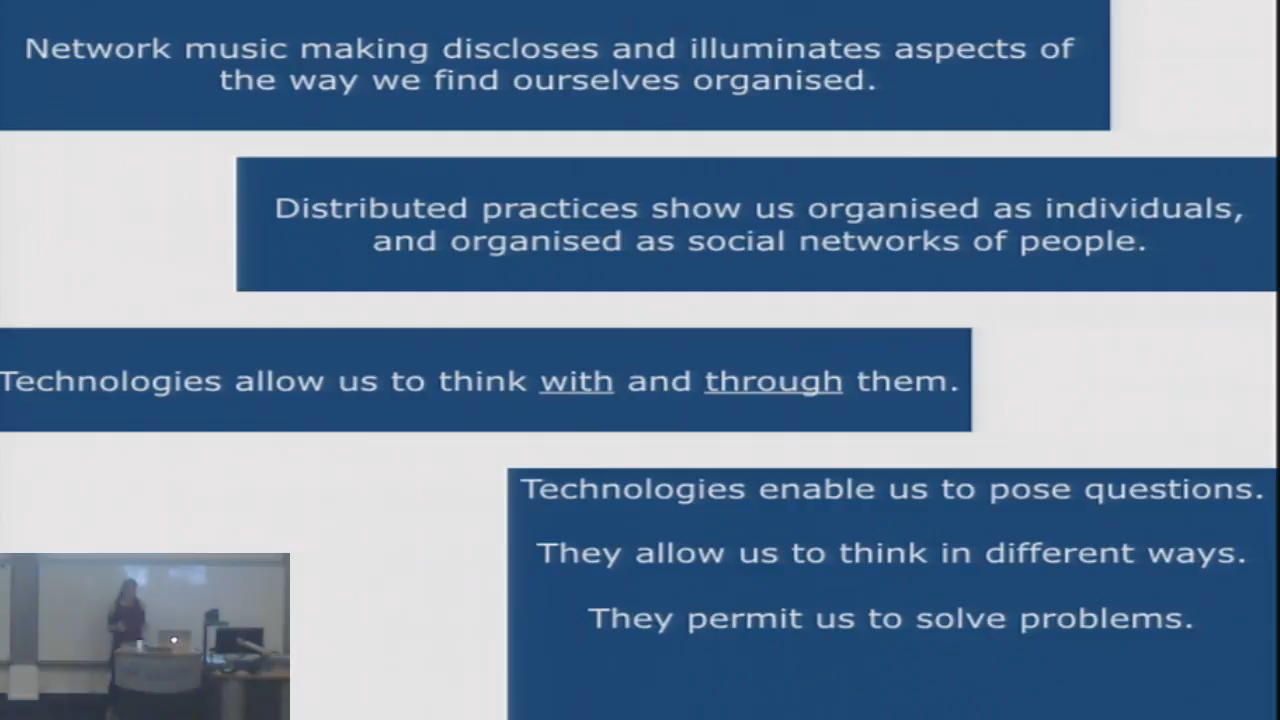 Network music making discloses and illuminates aspects of
the way we find ourselves organised.
Distributed practices show us organised as individuals,
and organised as social networks of people.
Technologies allow us to think with and through them.
Technologies enable us to pose questions.
They allow us to think in different ways.
They permit us to solve problems.